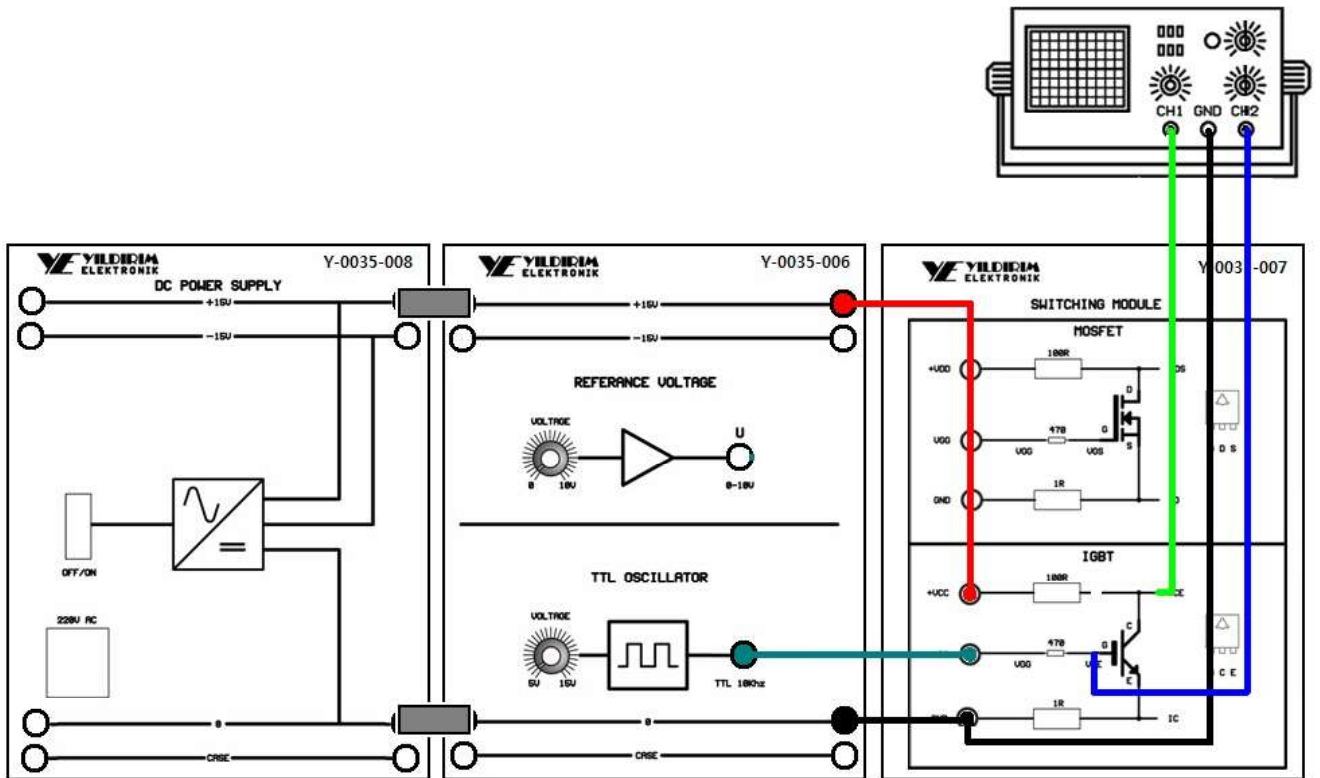 CH1 GND CH2
YILDIRIM
ELEKTRONIK
Y-0035-008
DC POWER SUPPLY
+15V
-15V
OFF/ON
220V AC
0
CASE
YILDIRIM
ELEKTRONIK
Y-0035-006
+15V
-15V
REFERANCE VOLTAGE
VOLTAGE
U
0 10V
0-10V
TTL OSCILLATOR
VOLTAGE
5V 15V
TTL 10Khz
0
CASE
YILDIRIM
ELEKTRONIK
-007
SWITCHING MODULE
MOSFET
100R
+VDD
D
470
VGG
G
VGG VDS
S
D S
1R
GND
IGBT
100R
+VCC
C
470
G
VGG
C E
E
1R
IC